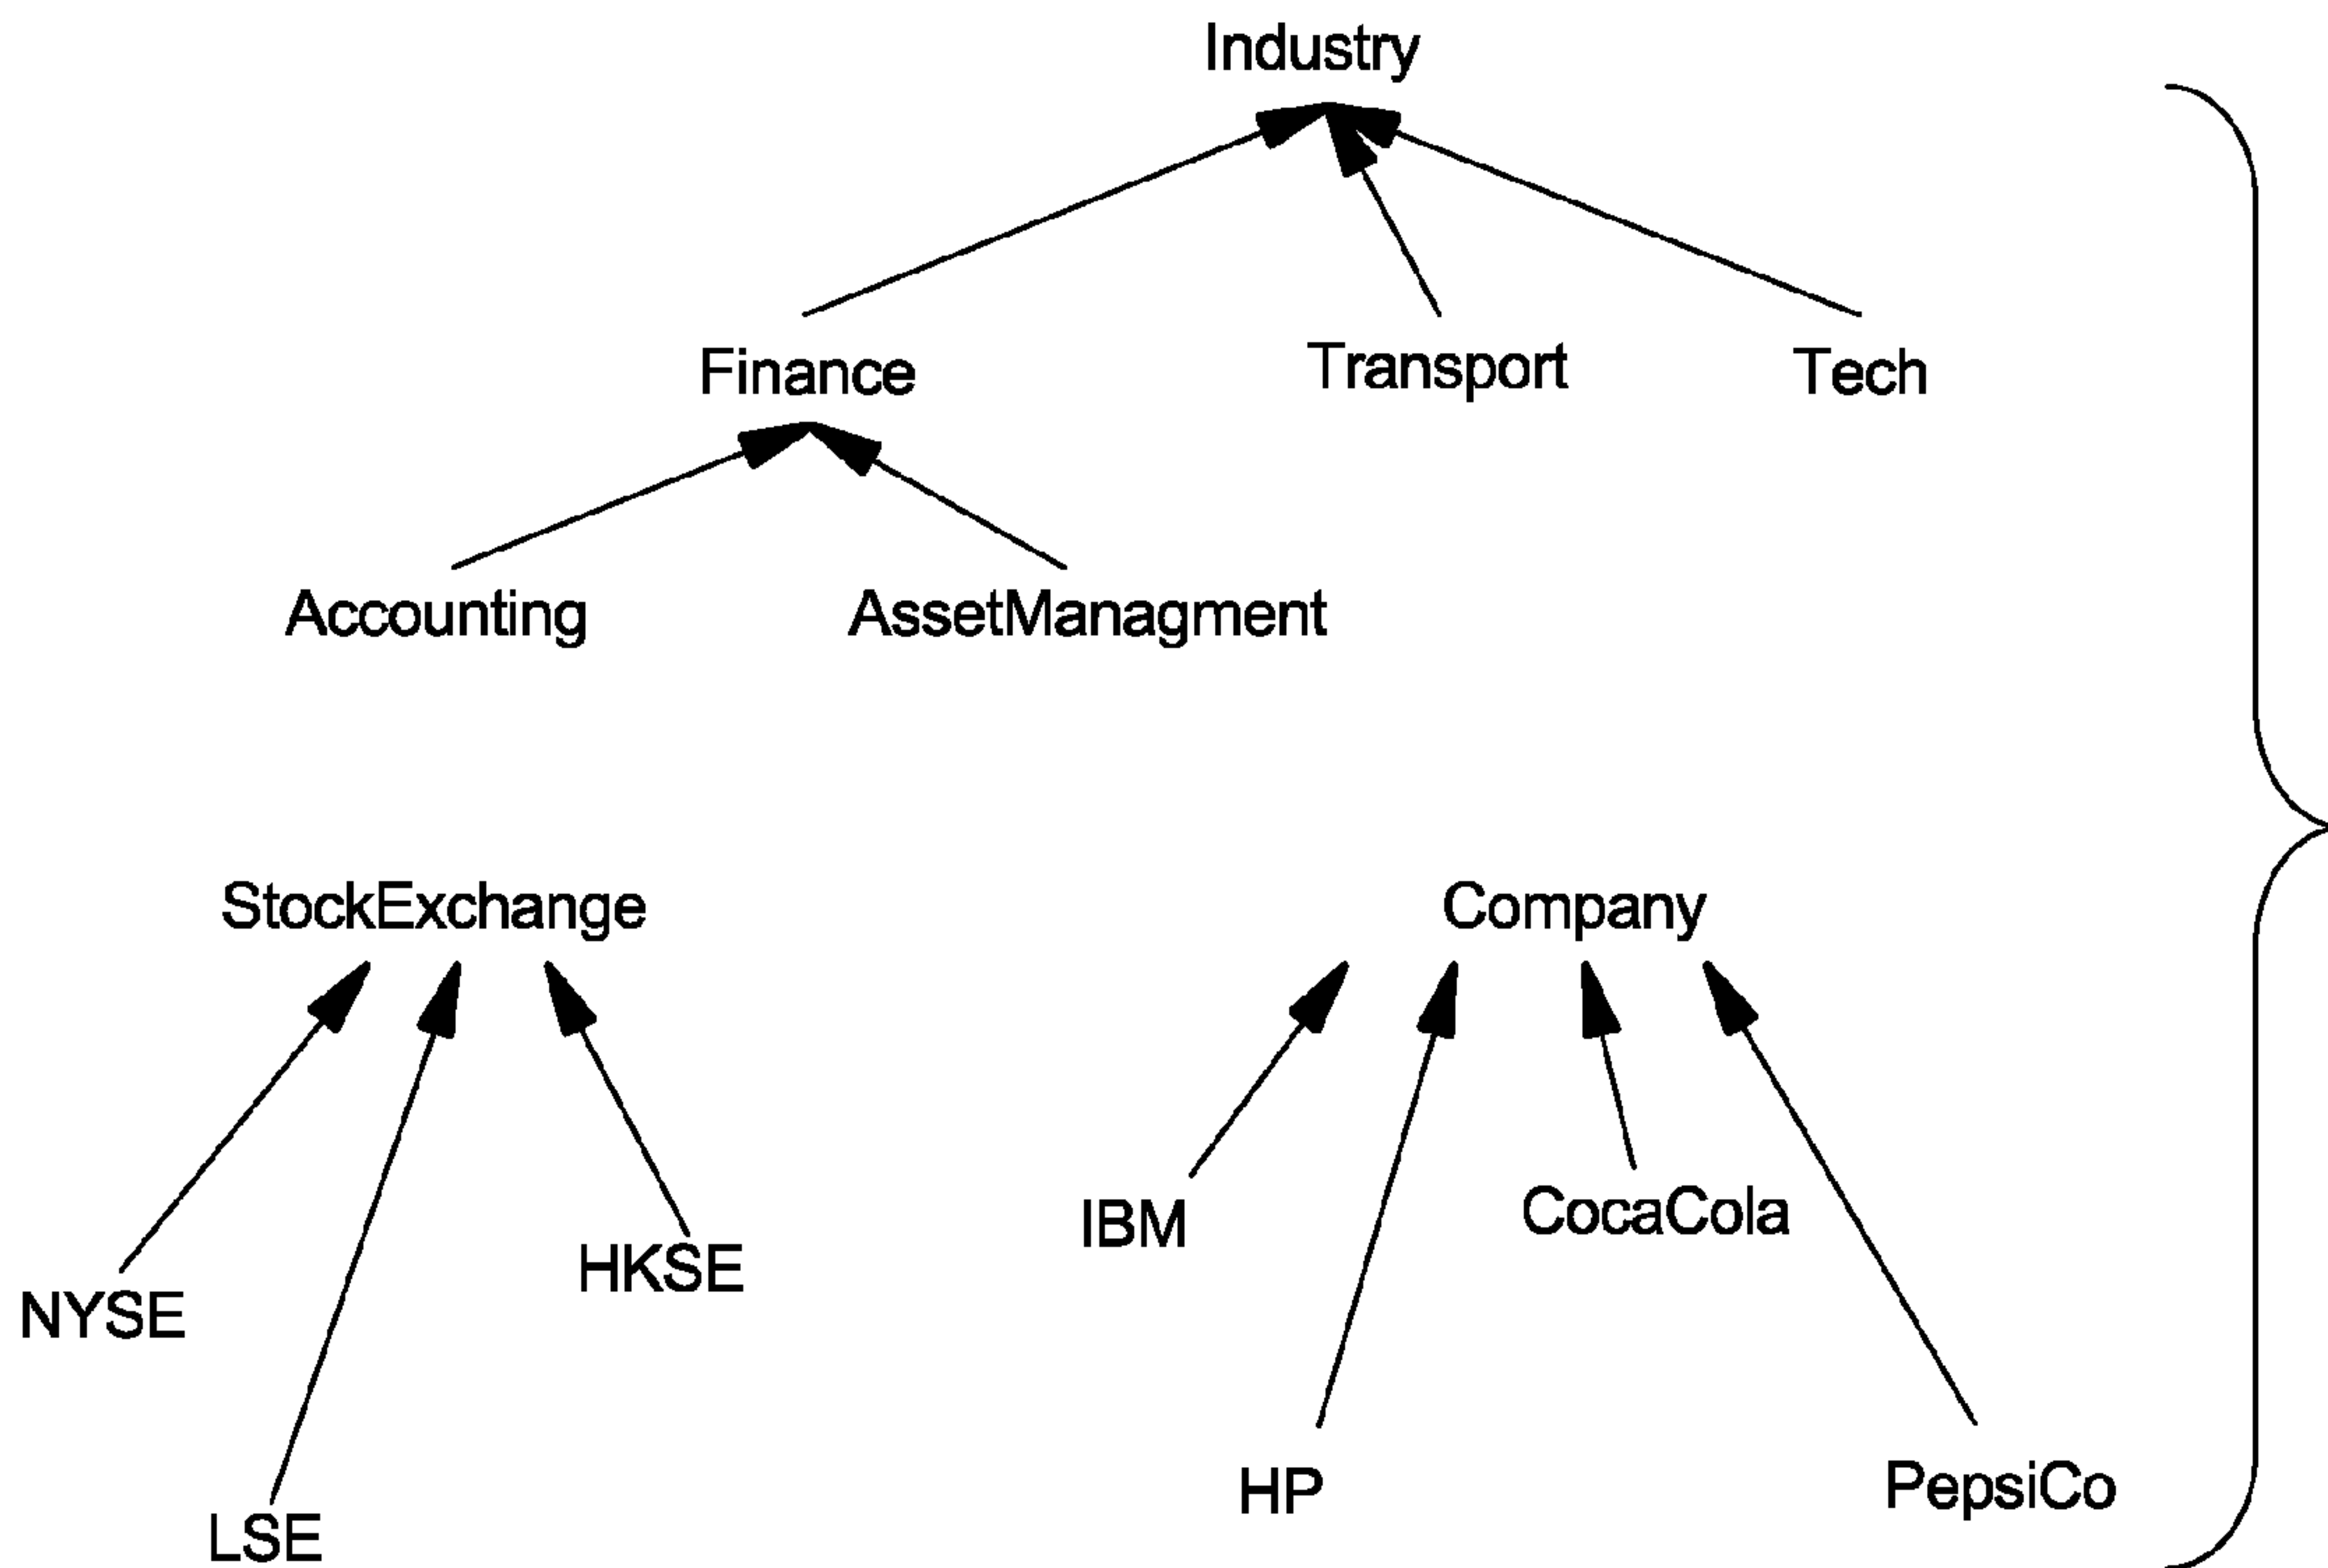 Industry
Finance
Transport
Tech
Accounting
AssetManagment
StockExchange
Company
IBM
CocaCola
HKSE
NYSE
HP
PepsiCo
LSE